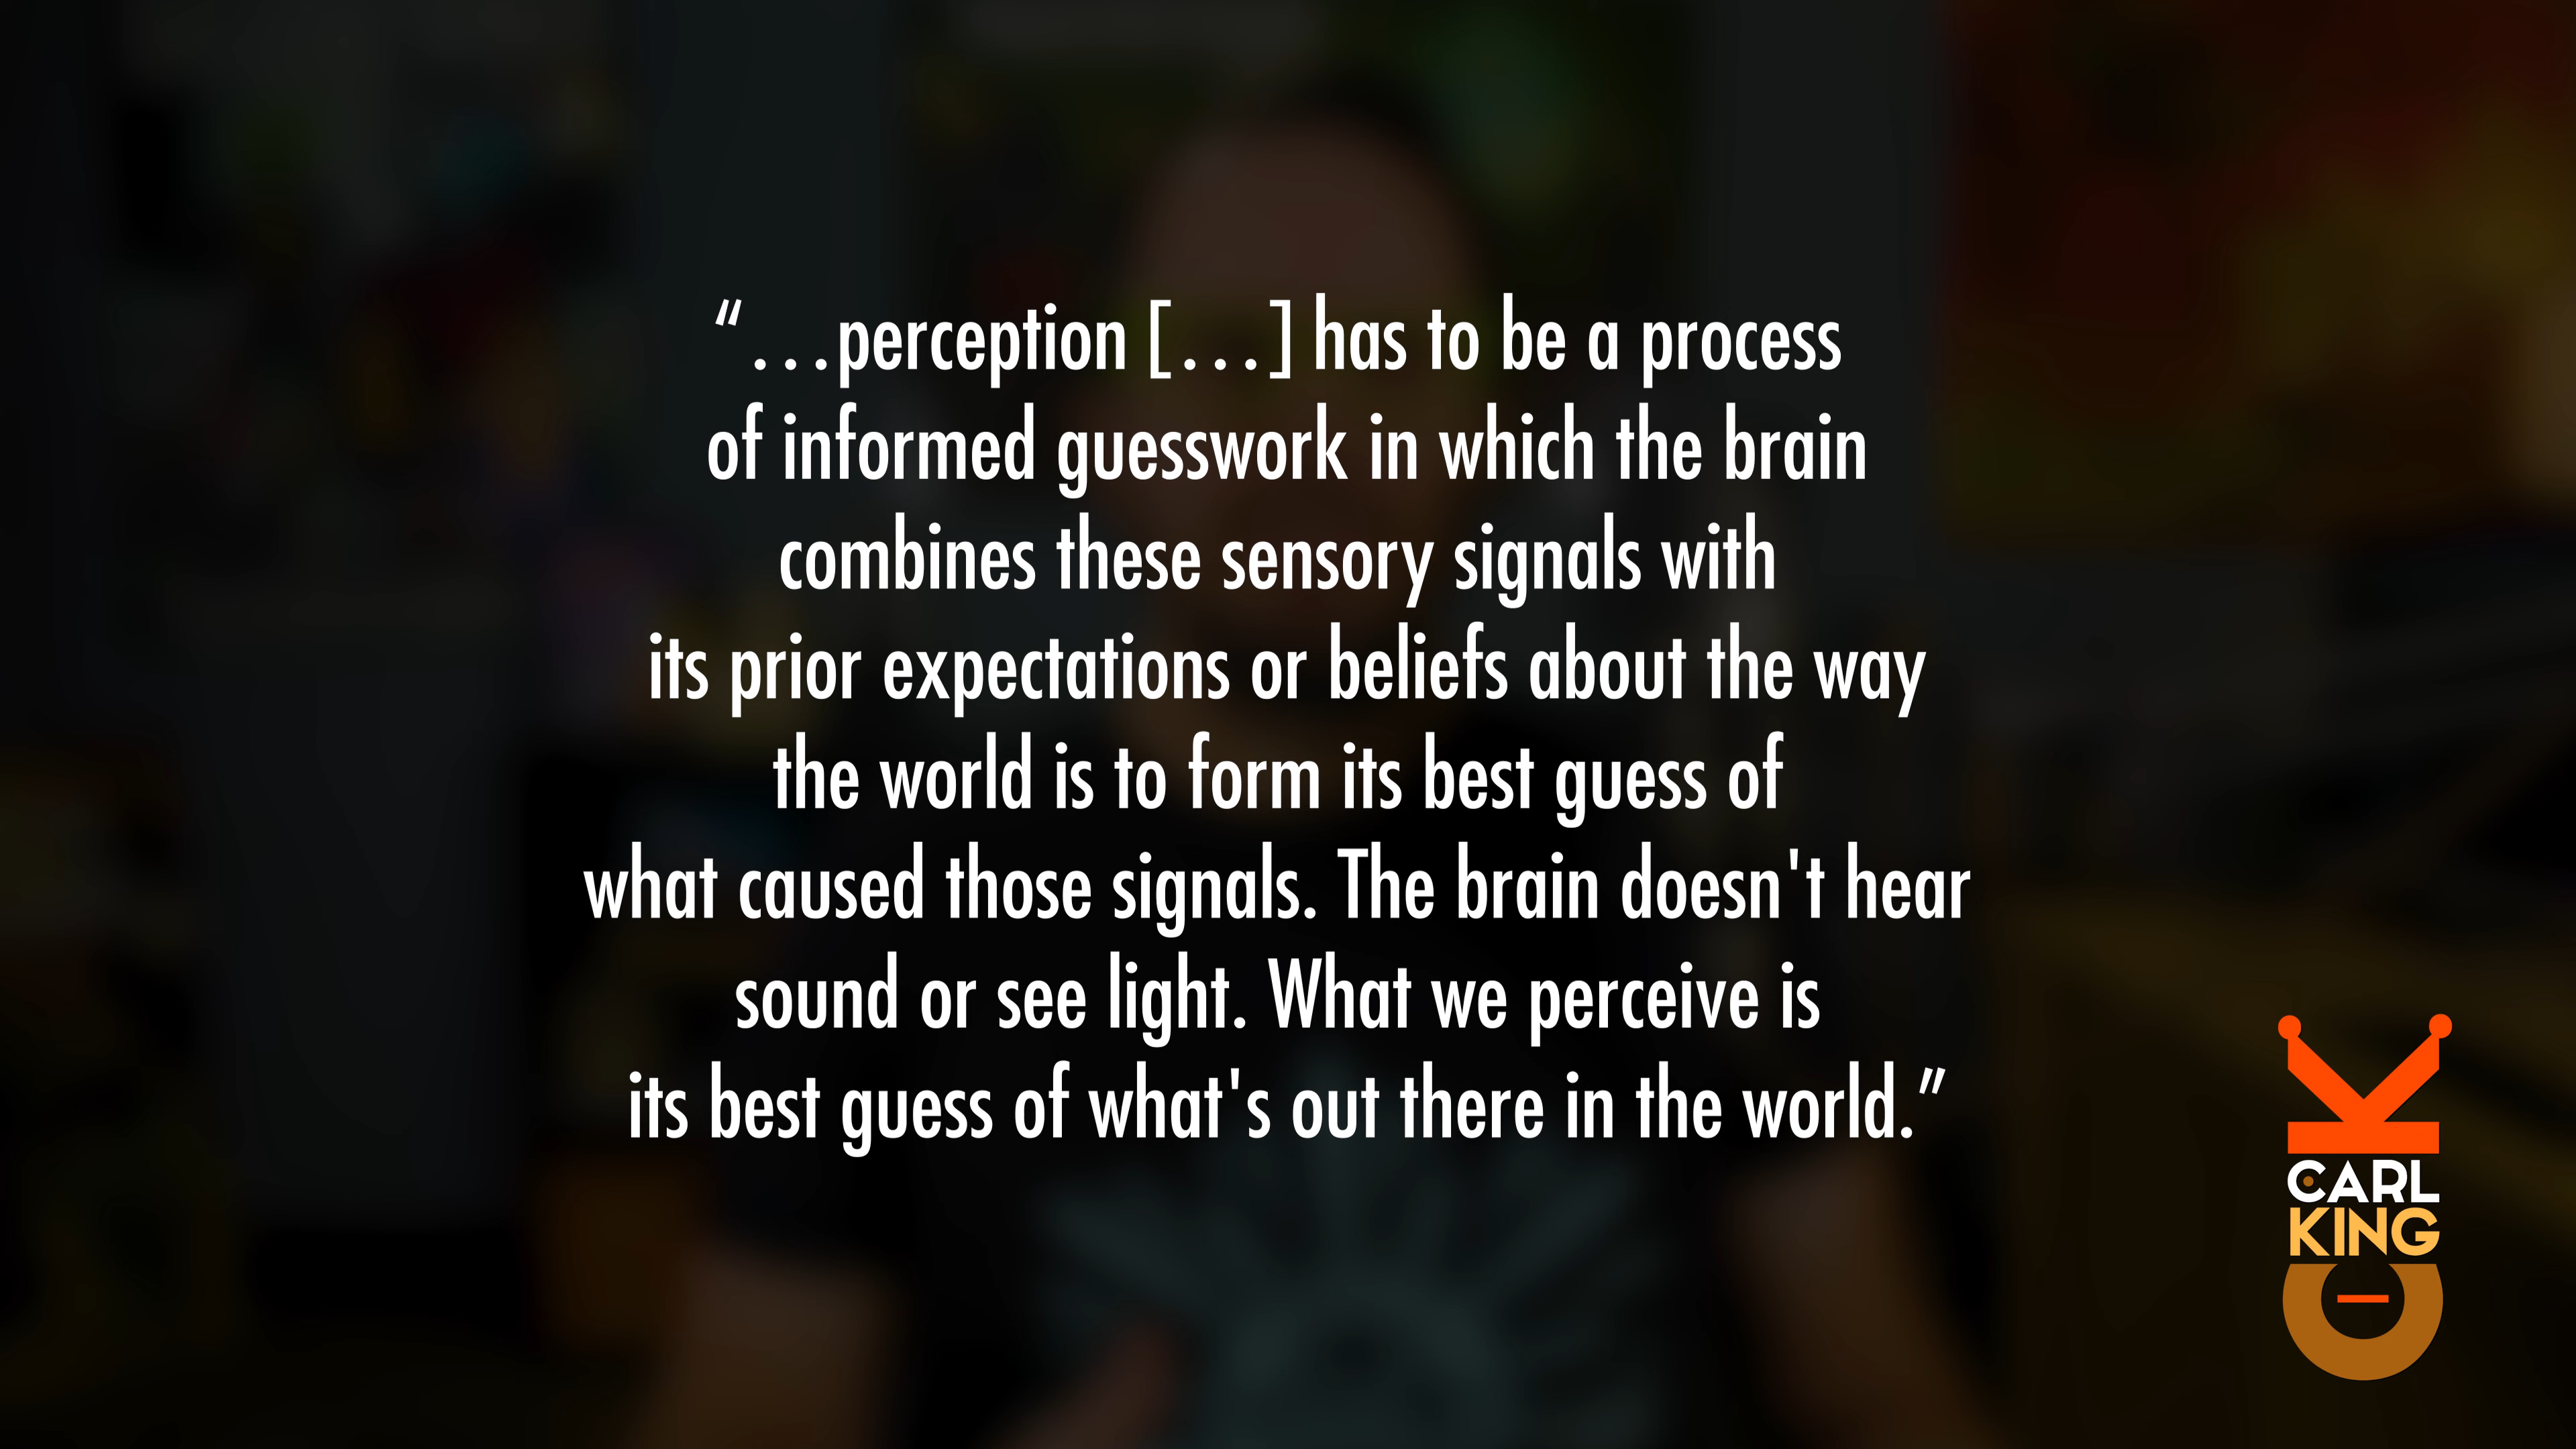 “…perception […] has to be a process
of informed guesswork in which the brain
combines these sensory signals with
its prior expectations or beliefs about the way
the world is to form its best guess of
what caused those signals. The brain doesn't hear
sound or see light. What we perceive is
its best guess of what's out there in the world.”
CARL
KING